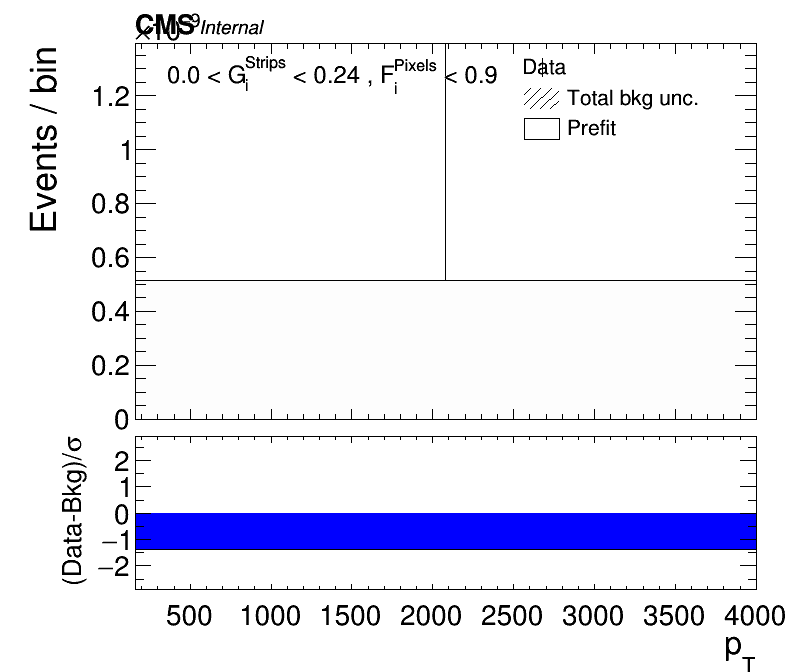 CMS Internal
×10⁻⁹
Events / bin
0.0 < G_i^Strips < 0.24 , F_i^Pixels < 0.9
Data
Total bkg unc.
Prefit
1.2
1
0.8
0.6
0.4
0.2
0
(Data-Bkg)/σ
2
1
0
−1
−2
500 1000 1500 2000 2500 3000 3500 4000
p_T